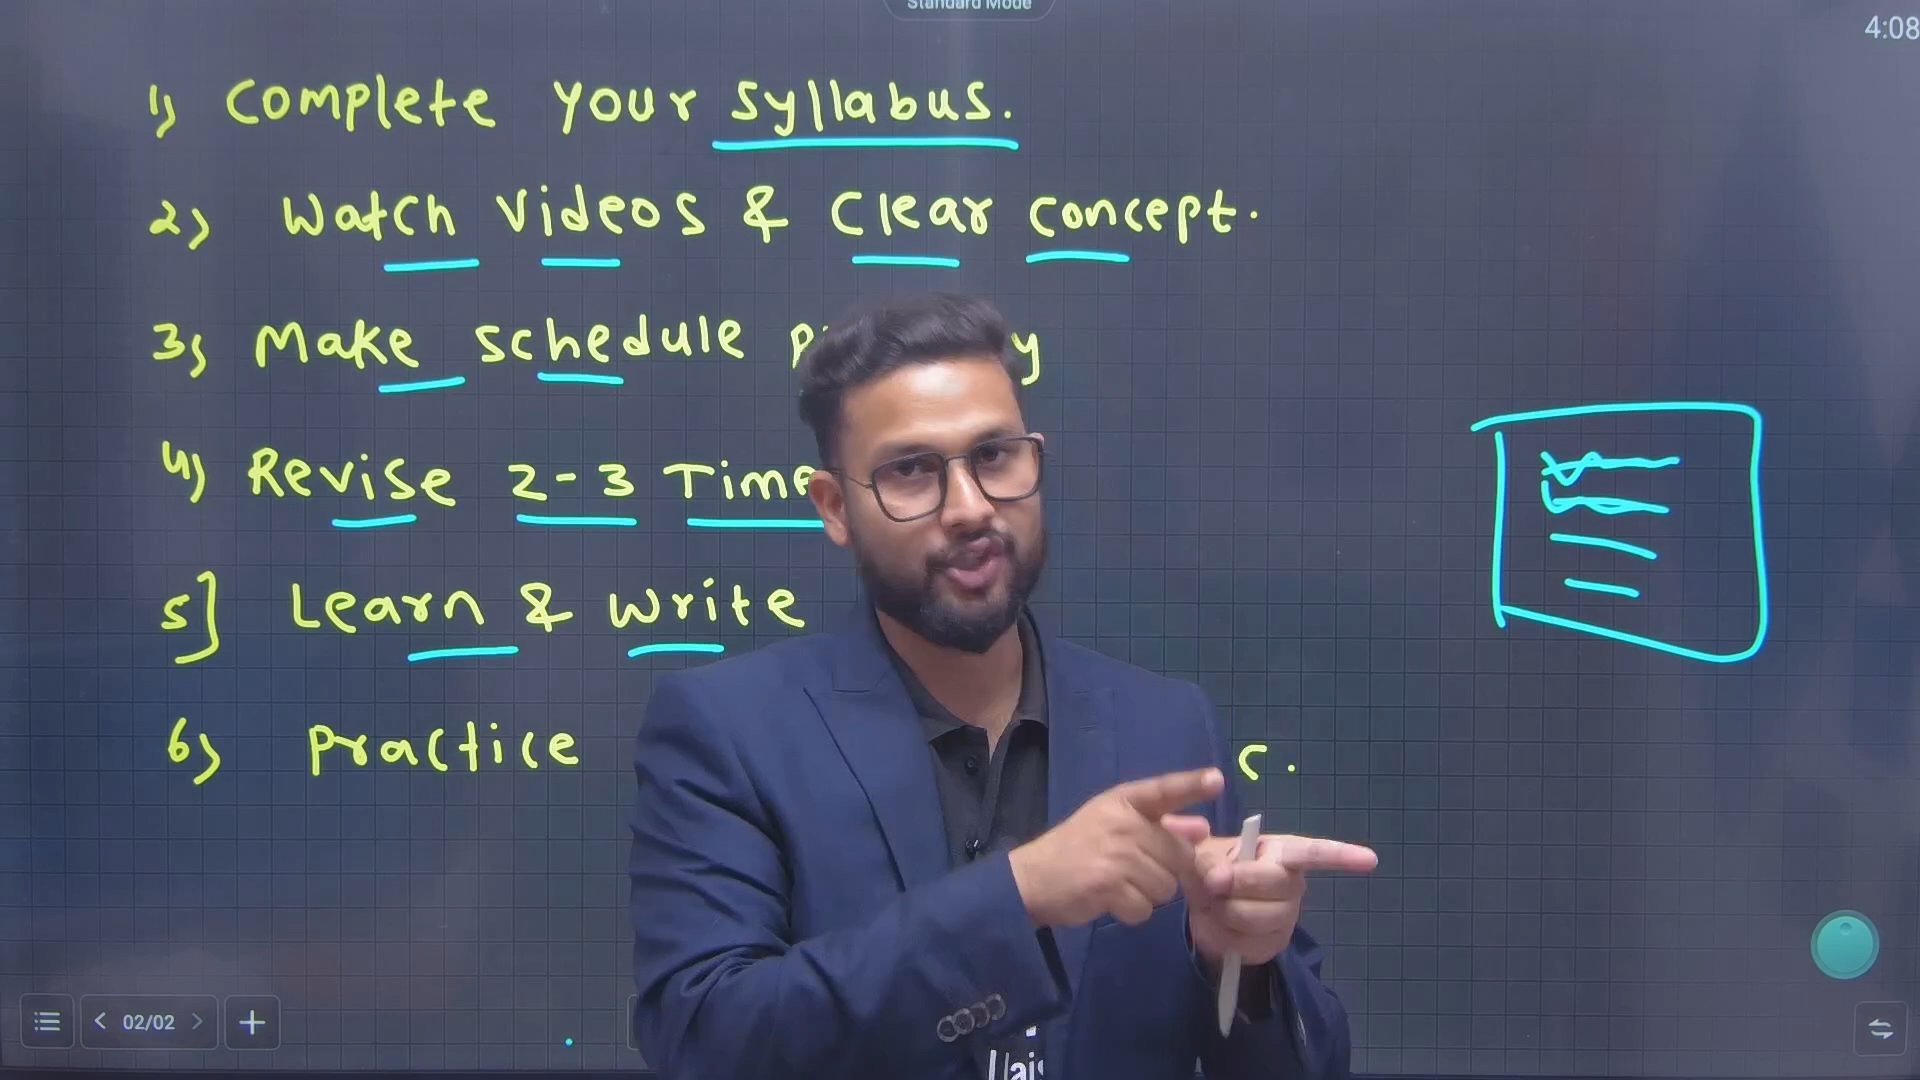 Standard Mode
4:08
1) Complete your syllabus.
2) Watch videos & clear concept.
3) Make schedule
4) Revise 2-3 Time
5] Learn & write
6) Practice
02/02